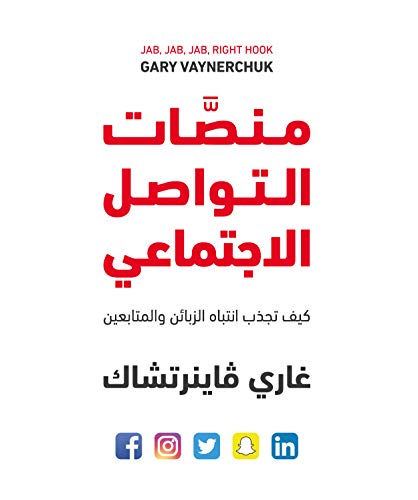 JAB, JAB, JAB, RIGHT HOOK
GARY VAYNERCHUK
منصَّات
التواصل
الاجتماعي
كيف تجذب انتباه الزبائن والمتابعين
غاري ڤاينرتشاك